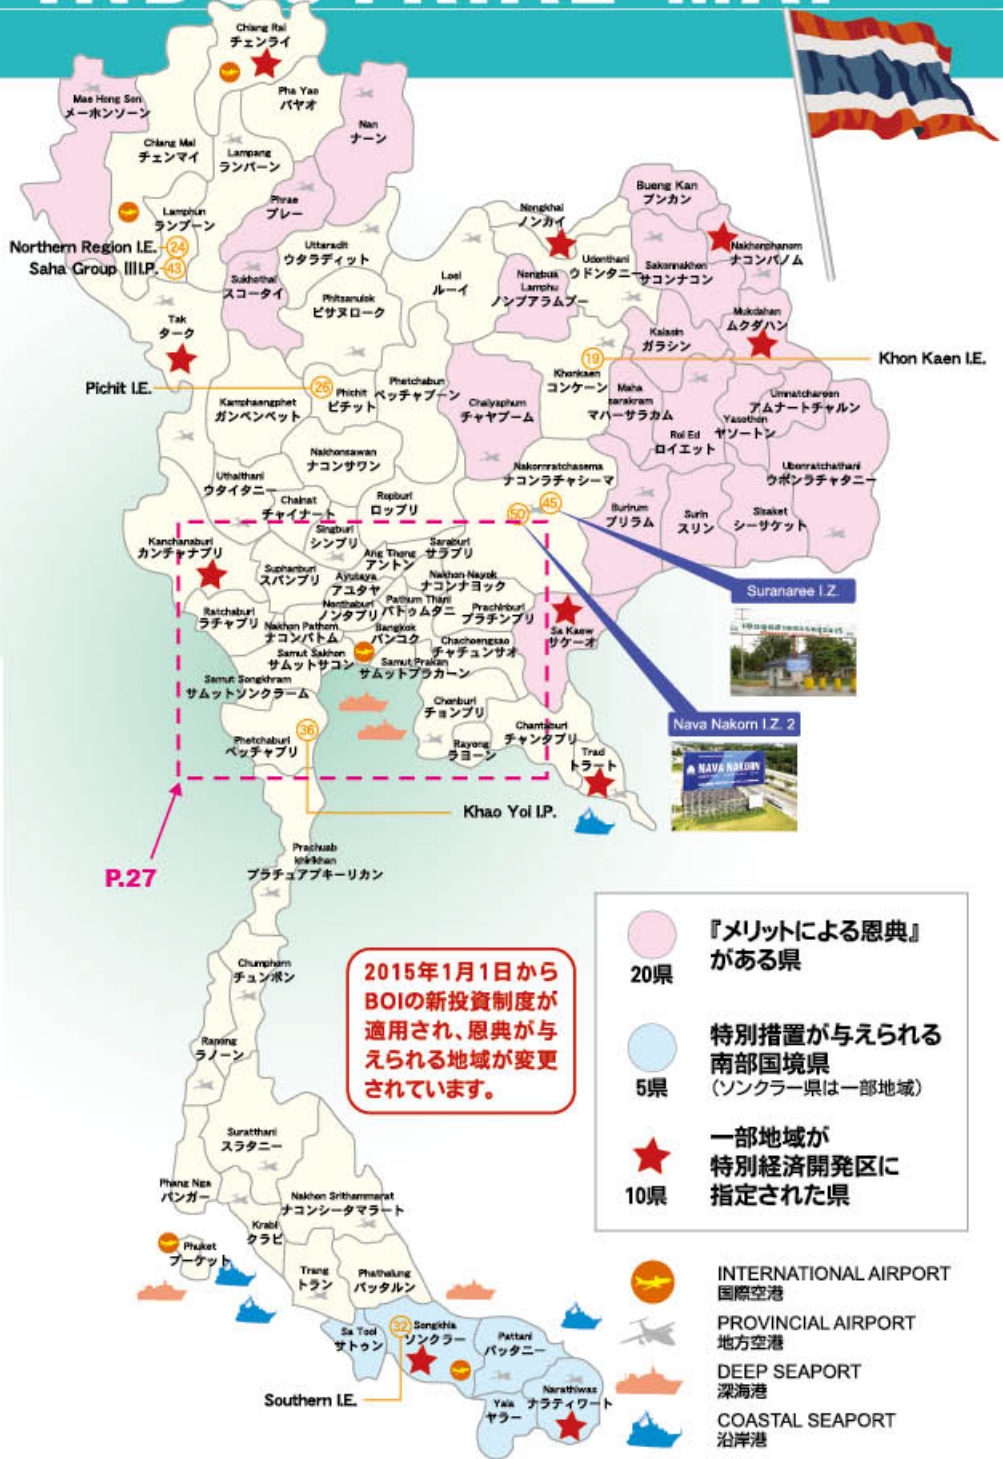 Chiang Rai
チェンライ
Mae Hong Son
メーホンソーン
Pha Yao
パヤオ
Nan
ナーン
Chiang Mai
チェンマイ
Lampang
ランパーン
Phrae
プレー
Lamphun
ランプーン
Northern Region I.E.
24
Saha Group III I.P.
43
Uttaradit
ウタラディット
Sukhothai
スコータイ
Phitsanulok
ピサヌローク
Tak
ターク
Pichit I.E.
26
Phichit
ピチット
Phetchabun
ペッチャブーン
Kamphaengphet
ガンペンペット
Nakhonsawan
ナコンサワン
Uthaithani
ウタイタニー
Chainat
チャイナート
Ropburi
ロッブリ
Loei
ルーイ
Nongkhai
ノンカイ
Bueng Kan
ブンカン
Udonthani
ウドンタニー
Nongbua
Lamphu
ノンブアラムプー
Sakonnakhon
サコンナコン
Nakhonphanom
ナコンパノム
Mukdahan
ムクダハン
Kalasin
ガラシン
19
Khon Kaen I.E.
Khonkaen
コンケーン
Maha
sarakram
マハーサラカム
Chaiyaphum
チャヤプーム
Roi Ed
ロイエット
Yasothon
ヤソートン
Umnatcharoen
アムナートチャルン
Ubonratchathani
ウボンラチャタニー
Nakornratchasema
ナコンラチャシーマ
45
50
Burirum
ブリラム
Surin
スリン
Sisaket
シーサケット
Suranaree I.Z.
Nava Nakorn I.Z. 2
NAVA NAKORN
Kanchanaburi
カンチャナブリ
Singburi
シンブリ
Ang Thong
アントン
Saraburi
サラブリ
Suphanburi
スパンブリ
Ayutaya
アユタヤ
Nakhon Nayok
ナコンナヨック
Ratchaburi
ラチャブリ
Nonthaburi
ノンタブリ
Pathum Thani
パトゥムタニ
Prachinburi
プラチンブリ
Nakhon Pathom
ナコンパトム
Bangkok
バンコク
Chachoengsao
チャチュンサオ
Sa Kaew
サケーオ
Samut Sakhon
サムットサコン
Samut Prakan
サムットプラカーン
Samut Songkhram
サムットソンクラーム
Chonburi
チョンブリ
Chantaburi
チャンタブリ
Phetchaburi
ペッチャブリ
36
Rayong
ラヨーン
Trad
トラート
Khao Yoi I.P.
P.27
Prachuab
khirikhan
プラチュアプキーリカン
Chumphorn
チュンポン
Ranong
ラノーン
Suratthani
スラタニー
Phang Nga
パンガー
Nakhon Srithammarat
ナコンシータマラート
Krabi
クラビ
Phuket
プーケット
Trang
トラン
Phathalung
パッタルン
Sa Tool
サトゥン
32
Songkhla
ソンクラー
Pattani
パッタニー
Southern I.E.
Yala
ヤラー
Narathiwas
ナラティワート
2015年1月1日から
BOIの新投資制度が
適用され、恩典が与
えられる地域が変更
されています。
20県
『メリットによる恩典』
がある県
5県
特別措置が与えられる
南部国境県
(ソンクラー県は一部地域)
10県
一部地域が
特別経済開発区に
指定された県
INTERNATIONAL AIRPORT
国際空港
PROVINCIAL AIRPORT
地方空港
DEEP SEAPORT
深海港
COASTAL SEAPORT
沿岸港